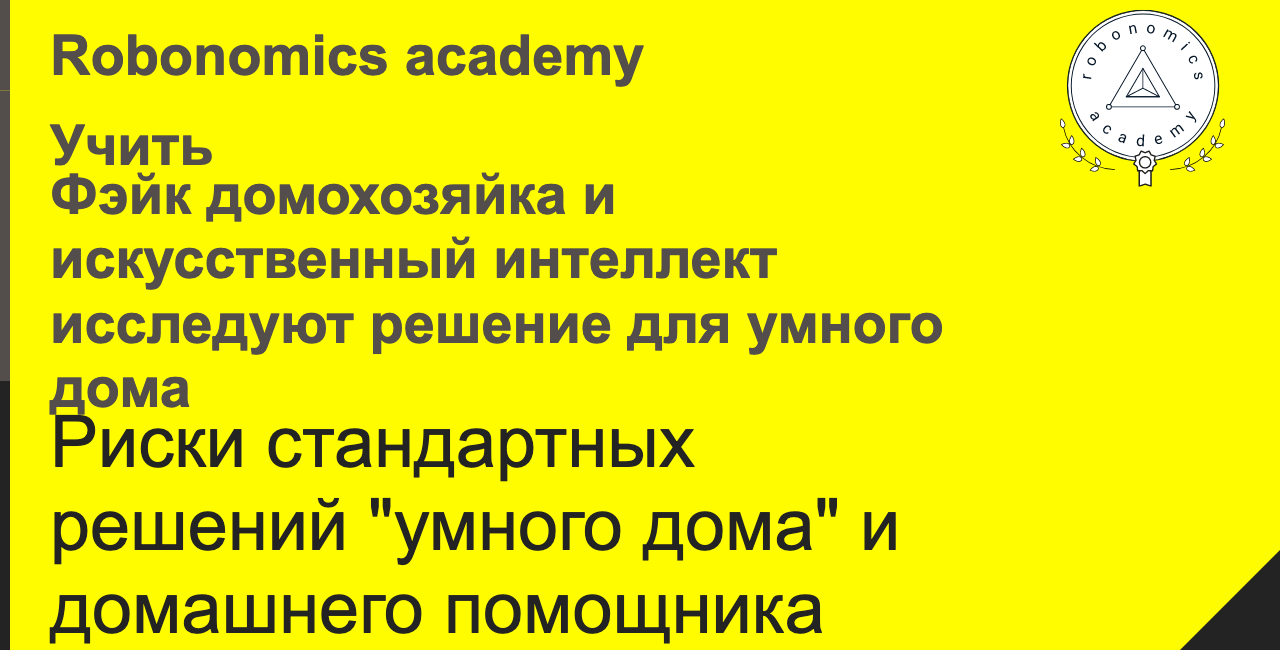 Robonomics academy
robonomics
academy
Учить
Фэйк домохозяйка и
искусственный интеллект
исследуют решение для умного
дома
Риски стандартных
решений "умного дома" и
домашнего помощника